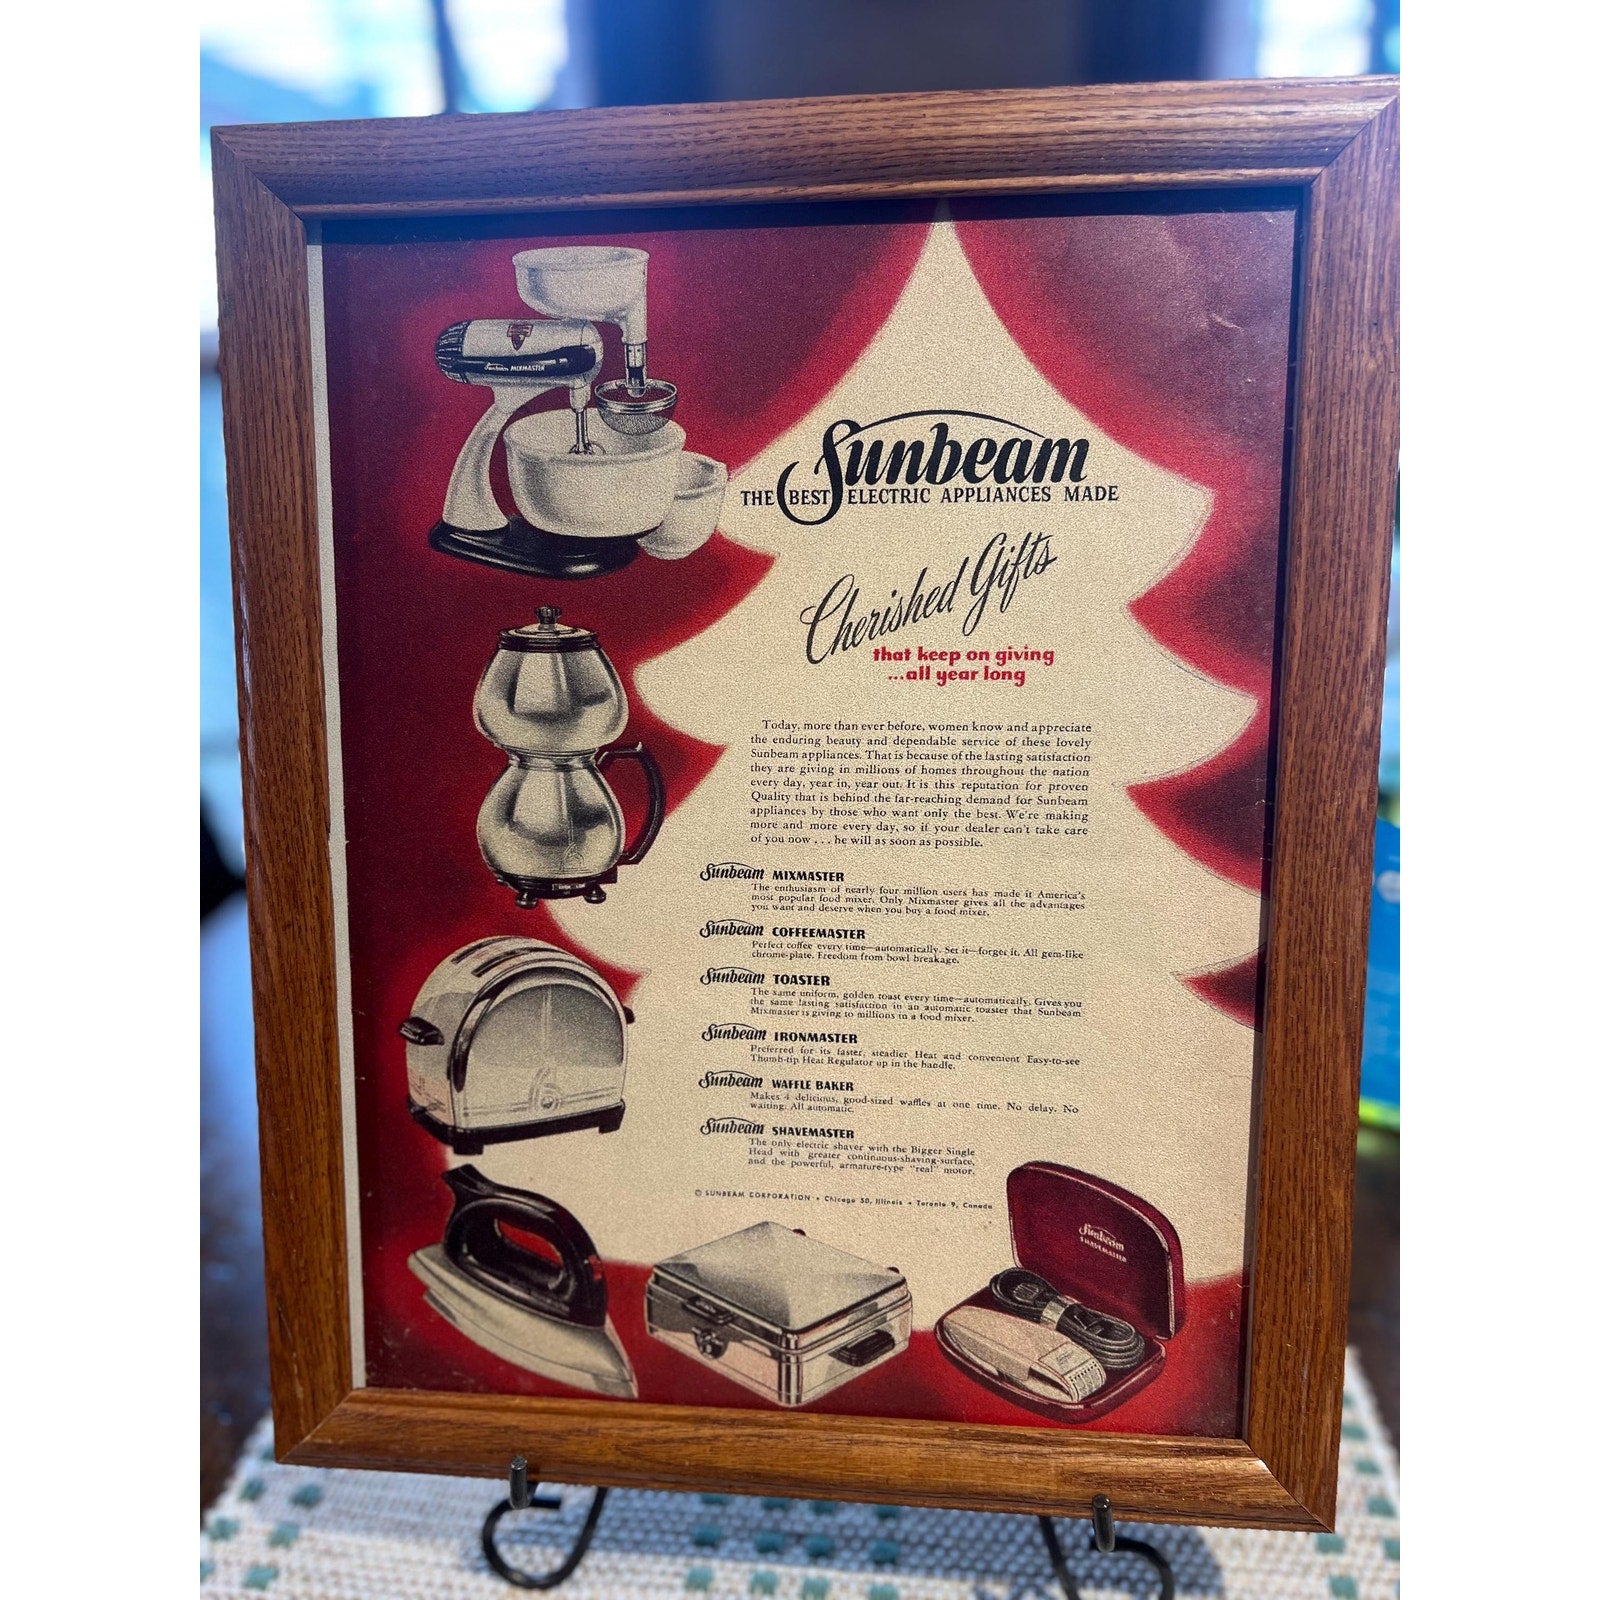 Sunbeam MIXMASTER
Sunbeam
THE BEST ELECTRIC APPLIANCES MADE
Cherished Gifts
that keep on giving
...all year long
Today, more than ever before, women know and appreciate
the enduring beauty and dependable service of these lovely
Sunbeam appliances. That is because of the lasting satisfaction
they are giving in millions of homes throughout the nation
every day, year in, year out. It is this reputation for proven
Quality that is behind the far-reaching demand for Sunbeam
appliances by those who want only the best. We're making
more and more every day, so if your dealer can't take care
of you now . . . he will as soon as possible.
Sunbeam MIXMASTER
The enthusiasm of nearly four million users has made it America's
most popular food mixer. Only Mixmaster gives all the advantages
you want and deserve when you buy a food mixer.
Sunbeam COFFEEMASTER
Perfect coffee every time—automatically. Set it—forget it. All gem-like
chrome-plate. Freedom from bowl breakage.
Sunbeam TOASTER
The same uniform, golden toast every time—automatically. Gives you
the same lasting satisfaction in an automatic toaster that Sunbeam
Mixmaster is giving to millions in a food mixer.
Sunbeam IRONMASTER
Preferred for its faster, steadier Heat and convenient Easy-to-see
Thumb-tip Heat Regulator up in the handle.
Sunbeam WAFFLE BAKER
Makes 4 delicious, good-sized waffles at one time. No delay. No
waiting. All automatic.
Sunbeam SHAVEMASTER
The only electric shaver with the Bigger Single
Head with greater continuous-shaving-surface,
and the powerful, armature-type "real" motor.
© SUNBEAM CORPORATION • Chicago 50, Illinois • Toronto 9, Canada
Sunbeam
SHAVEMASTER